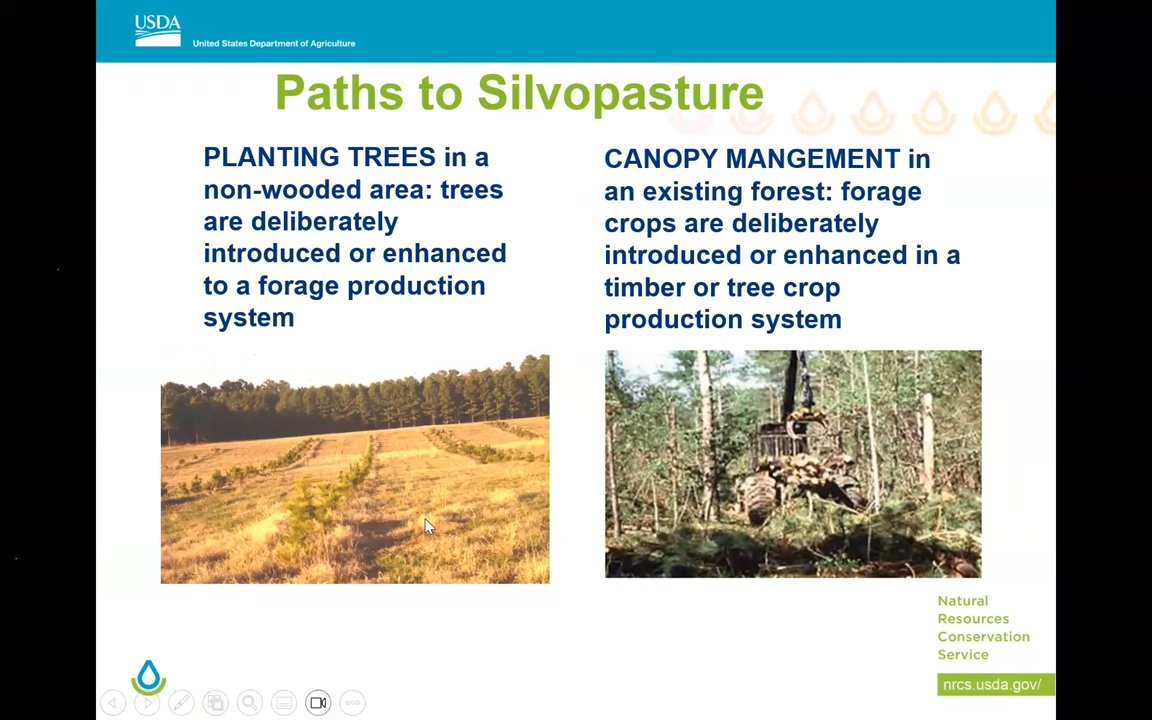 USDA
United States Department of Agriculture
Paths to Silvopasture
PLANTING TREES in a
non-wooded area: trees
are deliberately
introduced or enhanced
to a forage production
system
CANOPY MANGEMENT in
an existing forest: forage
crops are deliberately
introduced or enhanced in a
timber or tree crop
production system
Natural
Resources
Conservation
Service
nrcs.usda.gov/